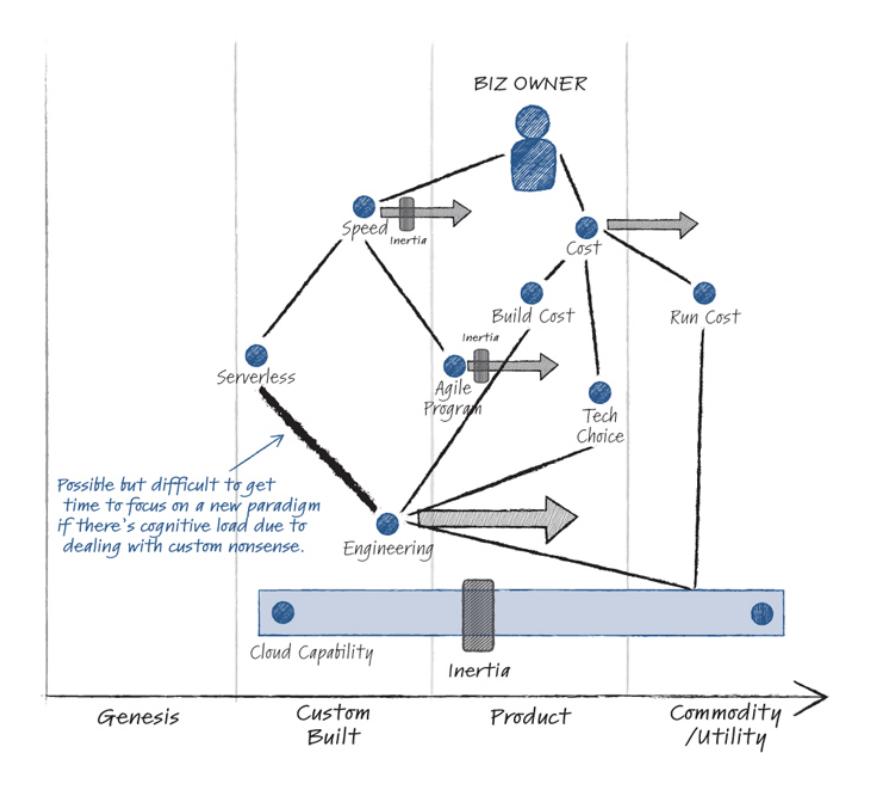 BIZ OWNER
Speed
Inertia
Cost
Build Cost
Run Cost
Inertia
Serverless
Agile
Program
Tech
Choice
Possible but difficult to get
time to focus on a new paradigm
if there's cognitive load due to
dealing with custom nonsense.
Engineering
Cloud Capability
Inertia
Genesis
Custom
Built
Product
Commodity
/Utility